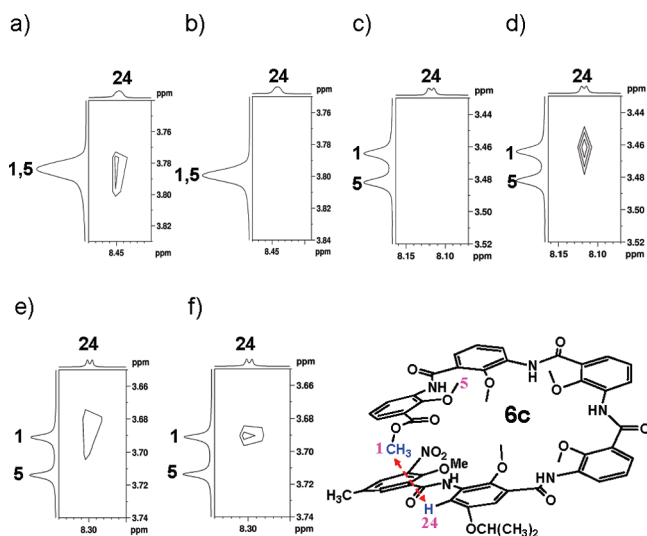 a)
b)
c)
d)
24
24
24
24
ppm
ppm
ppm
ppm
1,5
3.76
3.78
3.80
3.82
8.45
ppm
1,5
3.78
3.80
3.82
3.84
8.45
ppm
1
5
3.44
3.46
3.48
3.50
3.52
8.15
8.10
ppm
1
5
3.44
3.46
3.48
3.50
3.52
8.15
8.10
ppm
e)
f)
24
24
ppm
ppm
1
5
3.66
3.68
3.70
3.72
3.74
8.30
ppm
1
5
3.66
3.68
3.70
3.72
3.74
8.30
ppm
O
NH
O
NH
O
O
O
5
O
O
6c
O
HN
O
O
O
1
CH3
NO2
OMe
O
O
NH
H3C
O
N
H
O
N
H
H
24
OCH(CH3)2